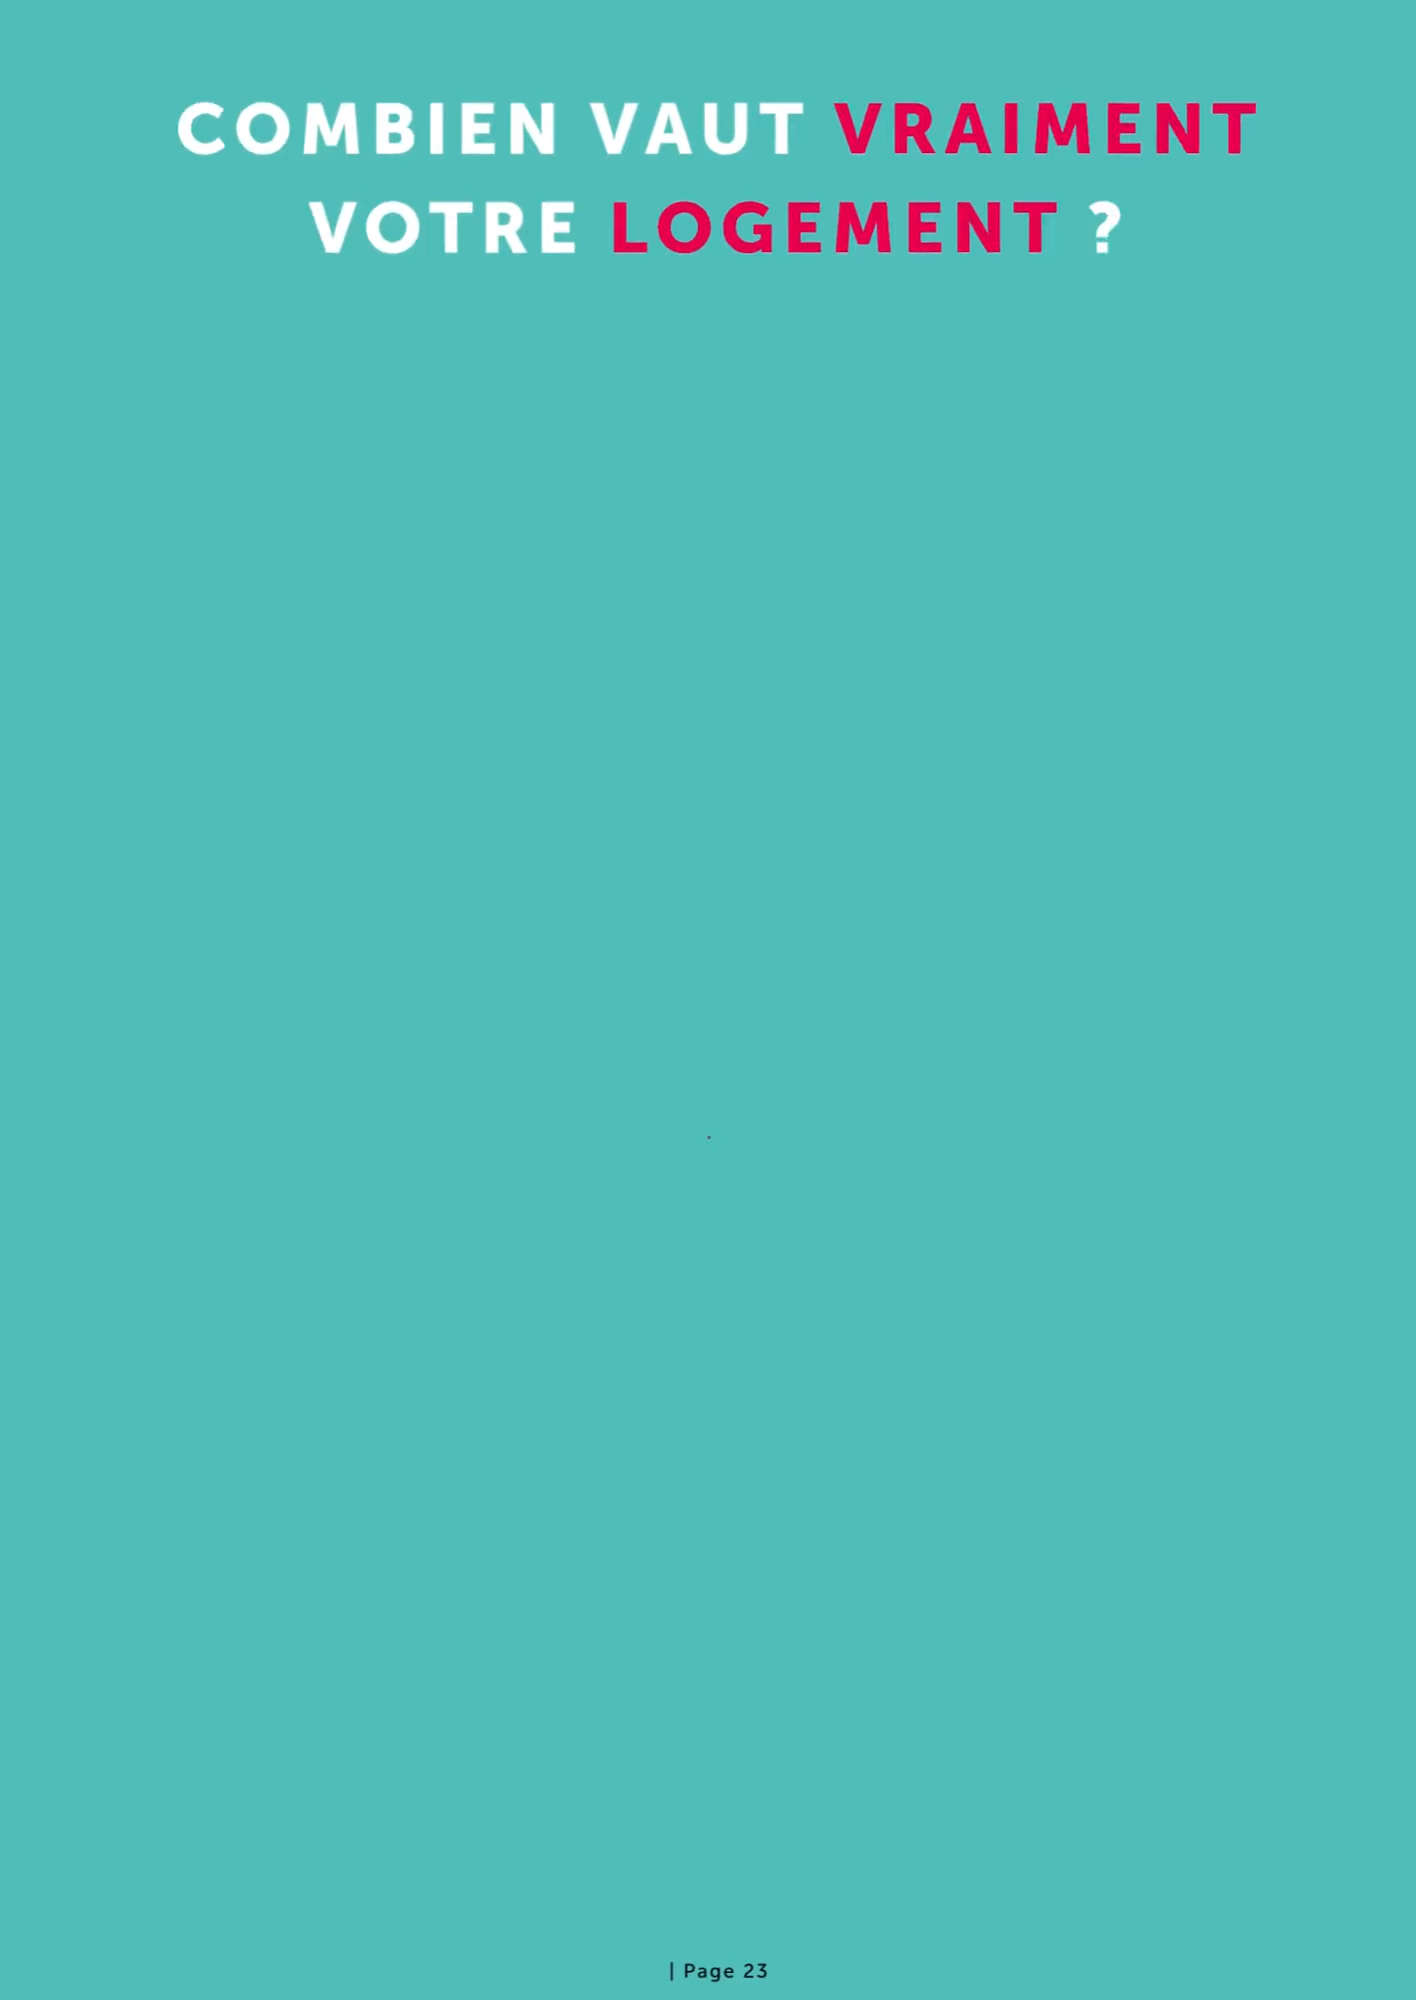 COMBIEN VAUT VRAIMENT
VOTRE LOGEMENT ?
.
| Page 23